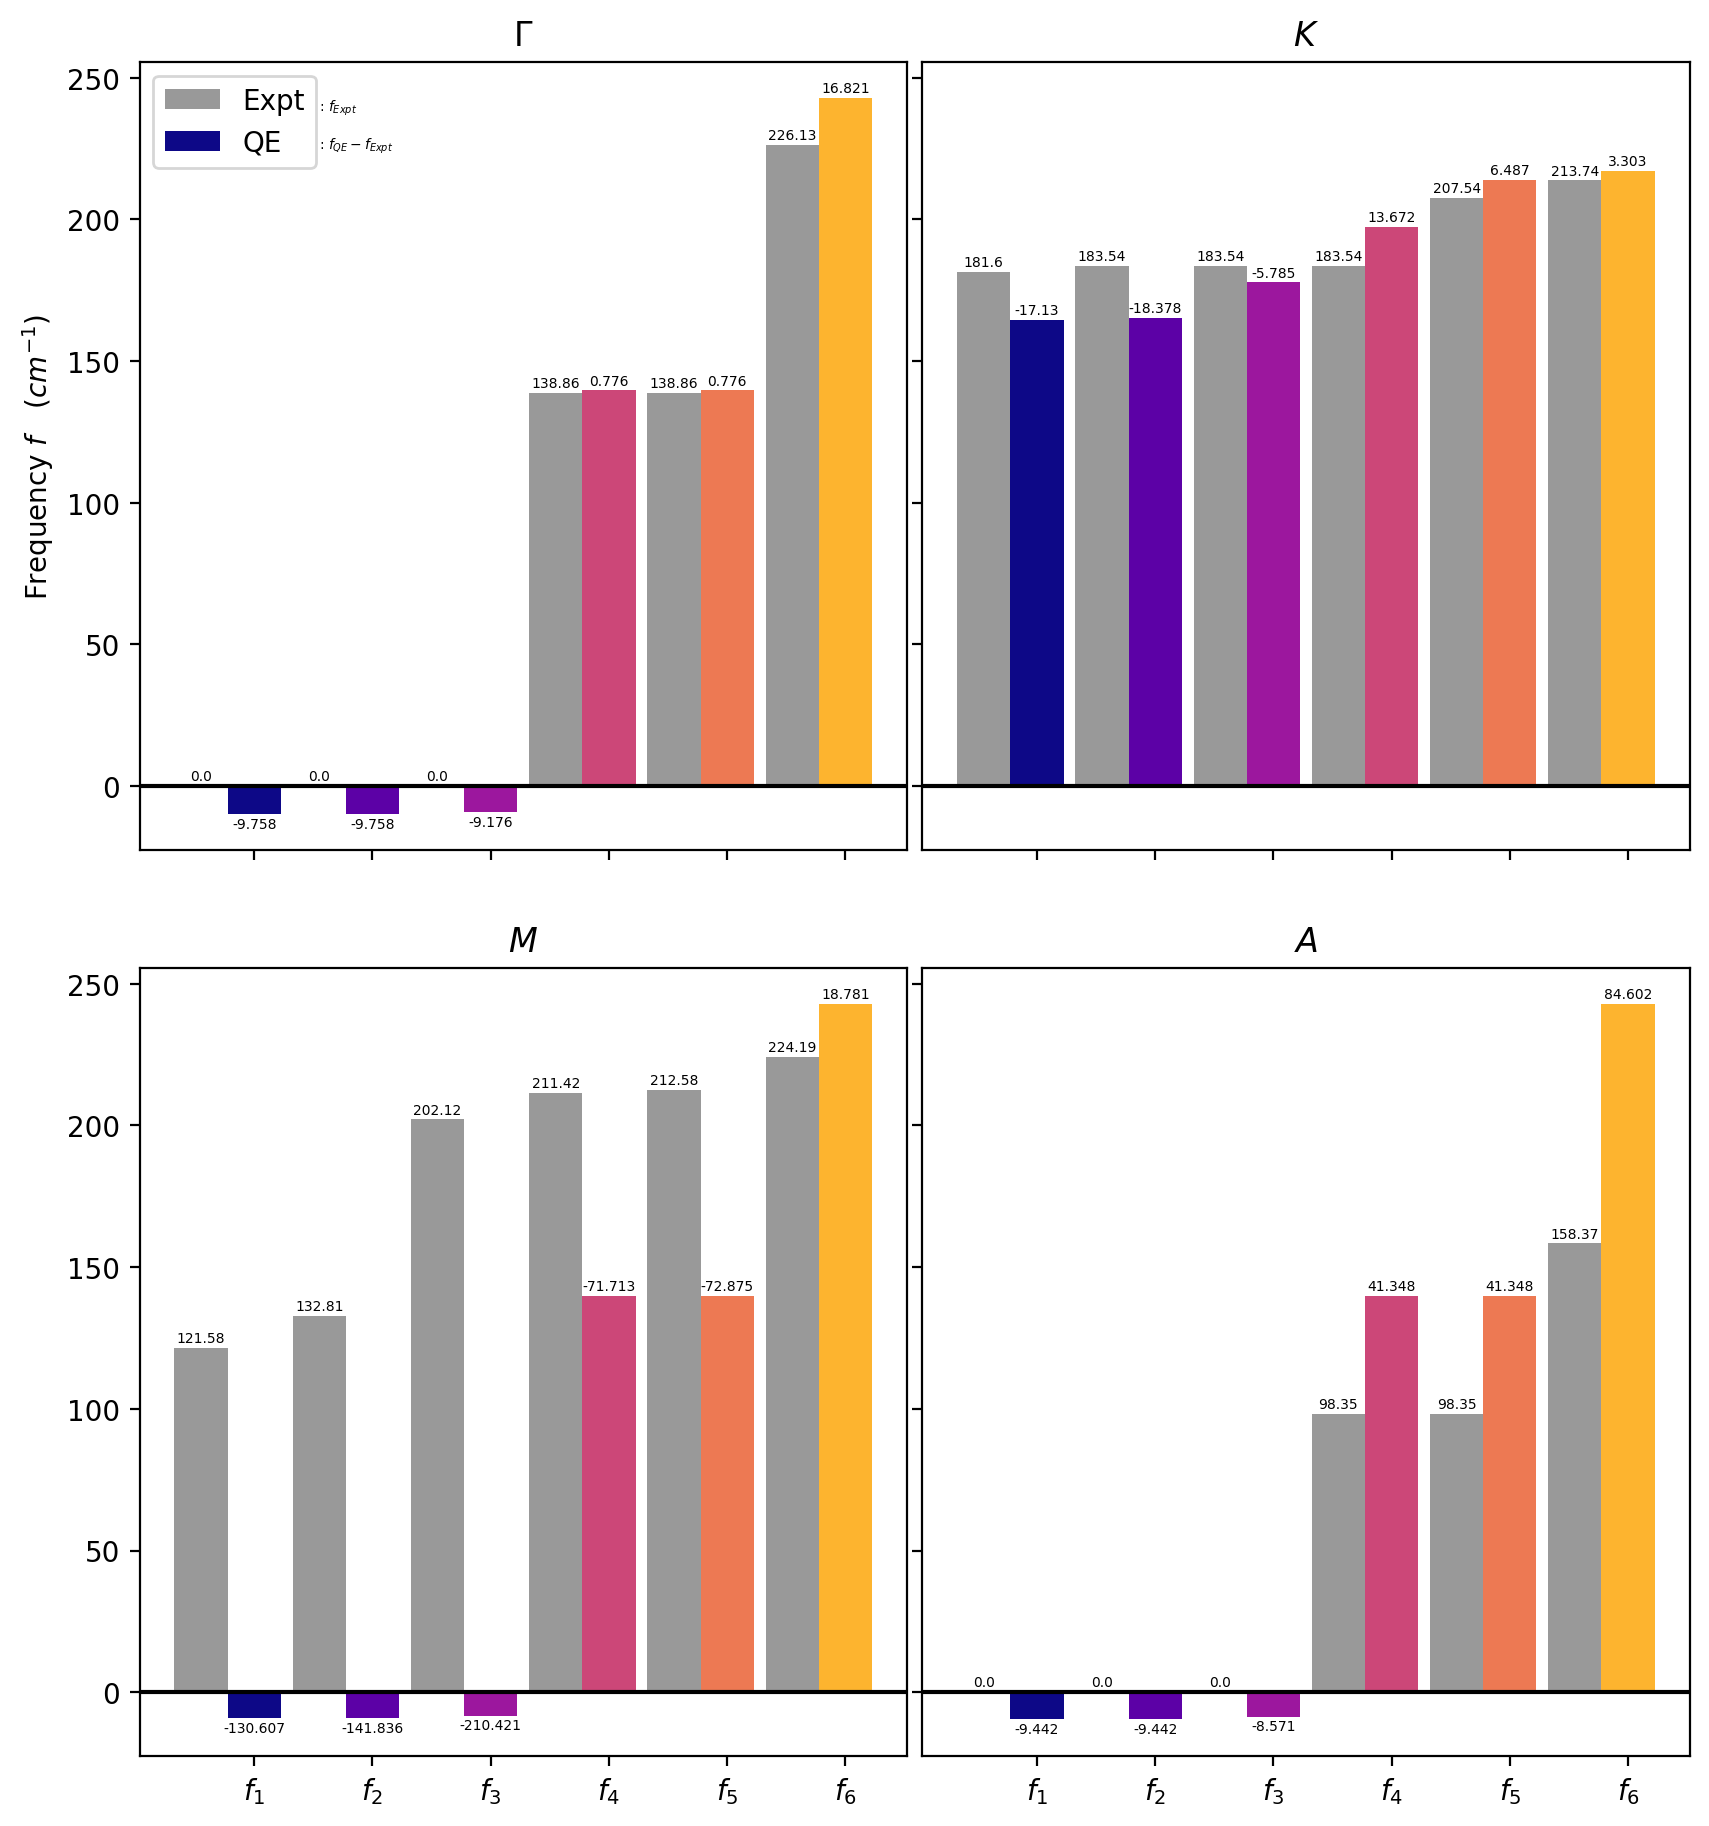 Γ
K
250
200
150
100
50
0
Frequency f (cm⁻¹)
Expt : f_Expt
QE : f_QE − f_Expt
0.0 0.0 0.0 138.86 0.776 138.86 0.776 226.13 16.821
-9.758 -9.758 -9.176
181.6 -17.13 183.54 -18.378 183.54 -5.785 183.54 13.672 207.54 6.487 213.74 3.303
M
A
250
200
150
100
50
0
121.58 132.81 202.12 211.42 -71.713 212.58 -72.875 224.19 18.781
-130.607 -141.836 -210.421
0.0 0.0 0.0 98.35 41.348 98.35 41.348 158.37 84.602
-9.442 -9.442 -8.571
f₁ f₂ f₃ f₄ f₅ f₆
f₁ f₂ f₃ f₄ f₅ f₆